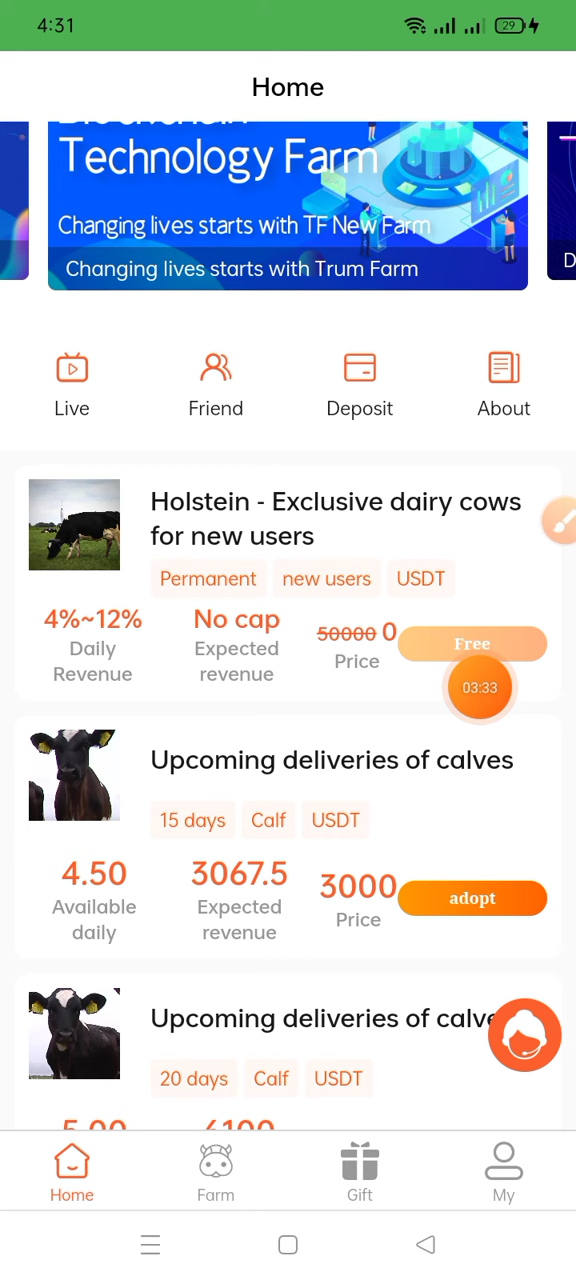 4:31
29
Home
Technology Farm
Changing lives starts with TF New Farm
Changing lives starts with Trum Farm
D
Live
Friend
Deposit
About
Holstein - Exclusive dairy cows
for new users
Permanent
new users
USDT
4%~12%
No cap
50000 0
Free
Daily
Revenue
Expected
revenue
Price
03:33
Upcoming deliveries of calves
15 days
Calf
USDT
4.50
3067.5
3000
adopt
Available
daily
Expected
revenue
Price
Upcoming deliveries of calve
20 days
Calf
USDT
5.00
6100
Home
Farm
Gift
My